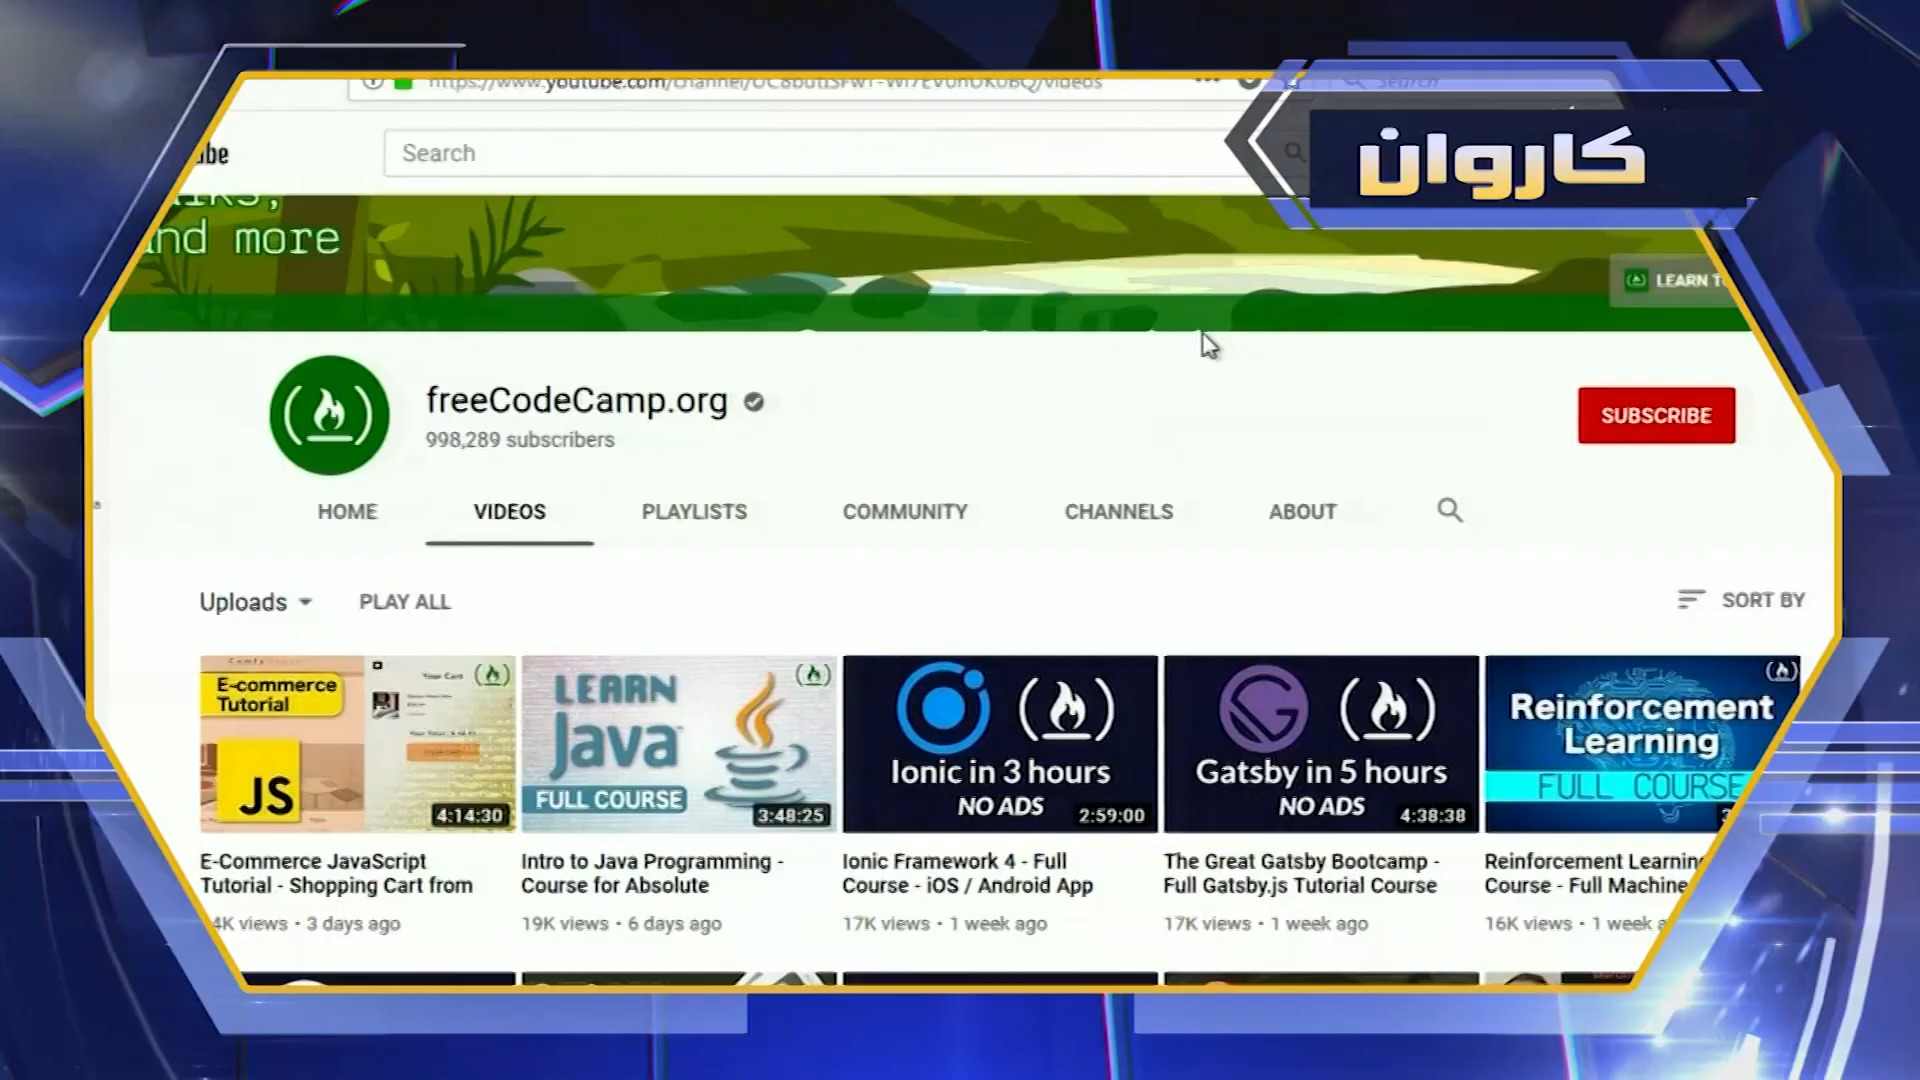 کاروان
Search
and more
LEARN
freeCodeCamp.org
998,289 subscribers
SUBSCRIBE
HOME
VIDEOS
PLAYLISTS
COMMUNITY
CHANNELS
ABOUT
Uploads
PLAY ALL
SORT BY
E-commerce
Tutorial
Your Cart
JS
4:14:30
LEARN
Java
FULL COURSE
3:48:25
Ionic in 3 hours
NO ADS
2:59:00
Gatsby in 5 hours
NO ADS
4:38:38
Reinforcement
Learning
FULL COURSE
E-Commerce JavaScript
Tutorial - Shopping Cart from
4K views • 3 days ago
Intro to Java Programming -
Course for Absolute
19K views • 6 days ago
Ionic Framework 4 - Full
Course - iOS / Android App
17K views • 1 week ago
The Great Gatsby Bootcamp -
Full Gatsby.js Tutorial Course
17K views • 1 week ago
Reinforcement Learning
Course - Full Machine
16K views • 1 week